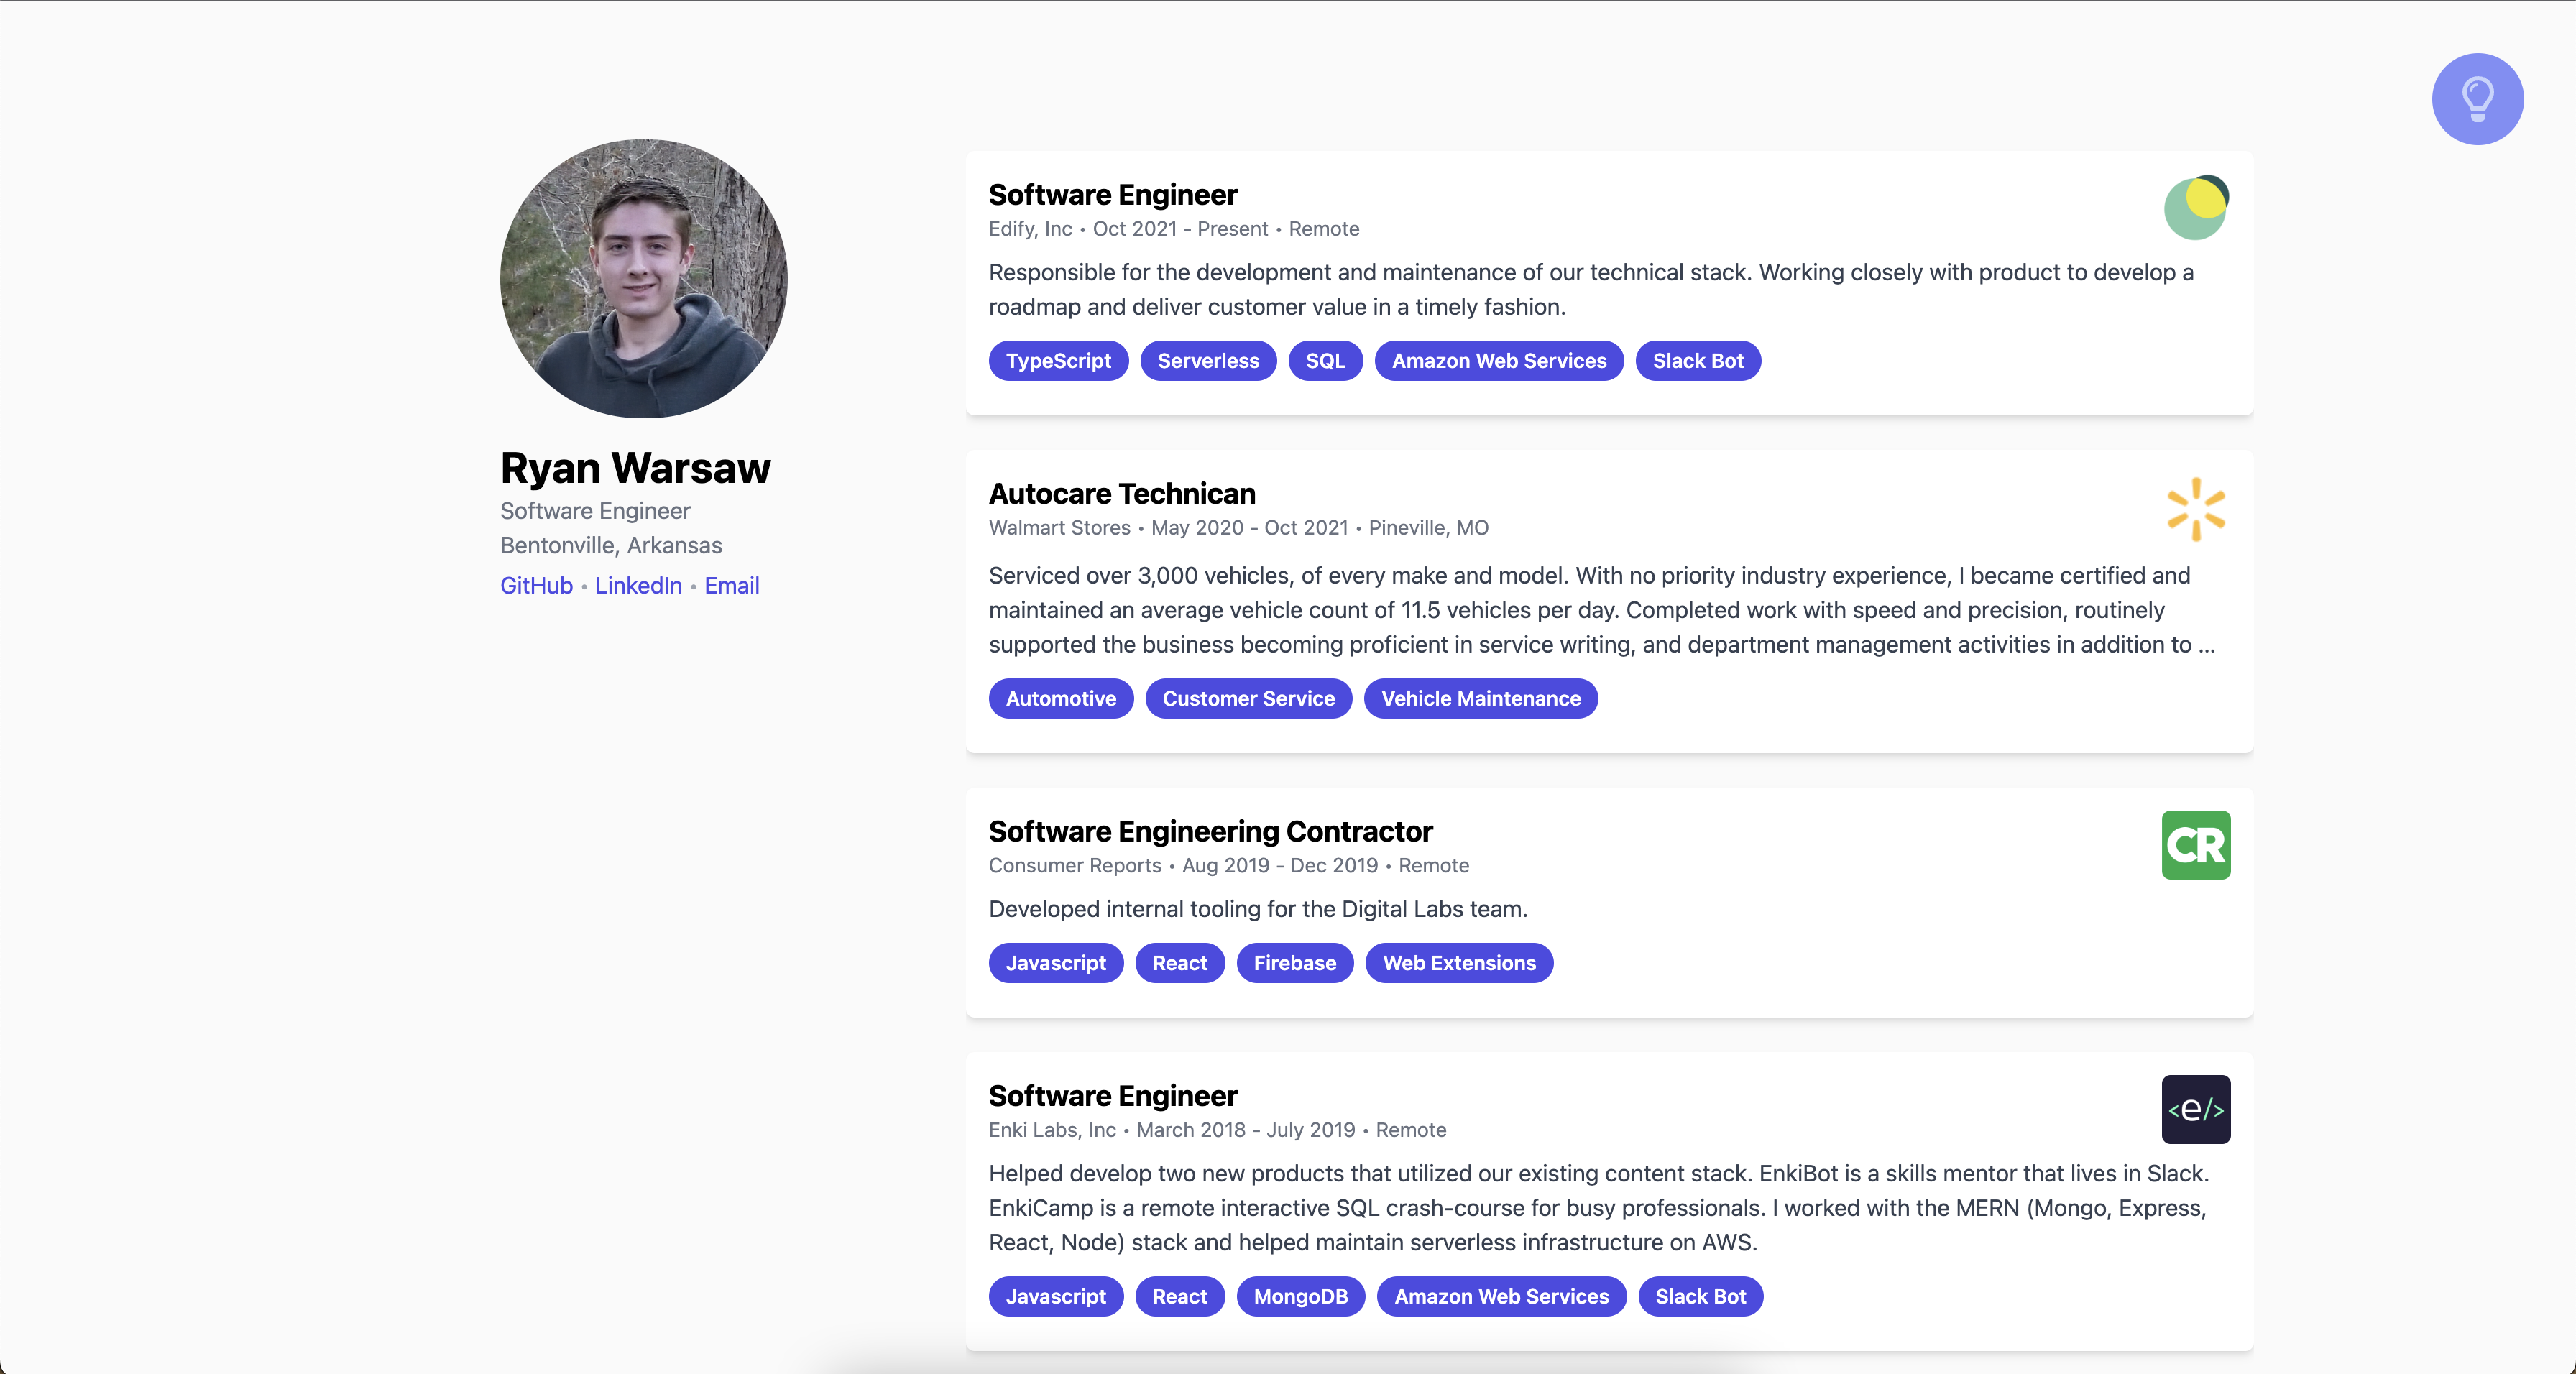 Ryan Warsaw
Software Engineer
Bentonville, Arkansas
GitHub • LinkedIn • Email
Software Engineer
Edify, Inc • Oct 2021 - Present • Remote
Responsible for the development and maintenance of our technical stack. Working closely with product to develop a
roadmap and deliver customer value in a timely fashion.
TypeScript Serverless SQL Amazon Web Services Slack Bot
Autocare Technican
Walmart Stores • May 2020 - Oct 2021 • Pineville, MO
Serviced over 3,000 vehicles, of every make and model. With no priority industry experience, I became certified and
maintained an average vehicle count of 11.5 vehicles per day. Completed work with speed and precision, routinely
supported the business becoming proficient in service writing, and department management activities in addition to ...
Automotive Customer Service Vehicle Maintenance
Software Engineering Contractor
CR
Consumer Reports • Aug 2019 - Dec 2019 • Remote
Developed internal tooling for the Digital Labs team.
Javascript React Firebase Web Extensions
Software Engineer
<e/>
Enki Labs, Inc • March 2018 - July 2019 • Remote
Helped develop two new products that utilized our existing content stack. EnkiBot is a skills mentor that lives in Slack.
EnkiCamp is a remote interactive SQL crash-course for busy professionals. I worked with the MERN (Mongo, Express,
React, Node) stack and helped maintain serverless infrastructure on AWS.
Javascript React MongoDB Amazon Web Services Slack Bot